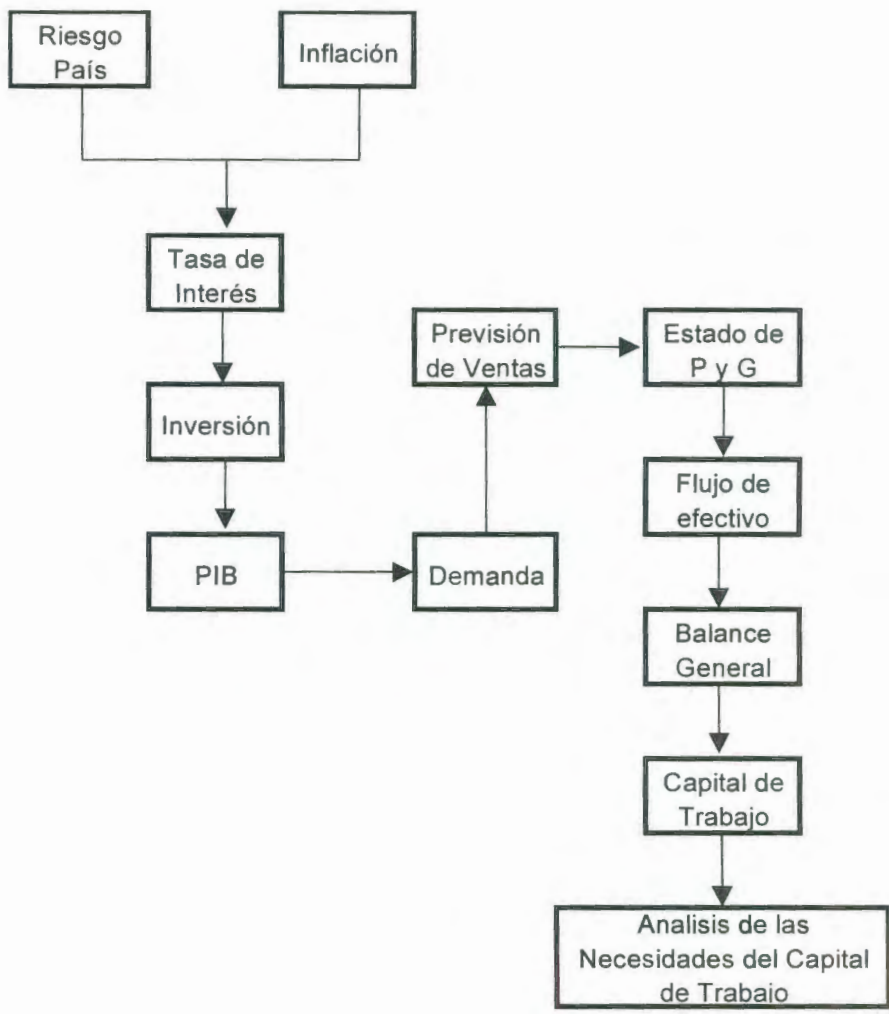 Riesgo
País
Inflación
Tasa de
Interés
Inversión
PIB
Demanda
Previsión
de Ventas
Estado de
P y G
Flujo de
efectivo
Balance
General
Capital de
Trabajo
Analisis de las
Necesidades del Capital
de Trabajo